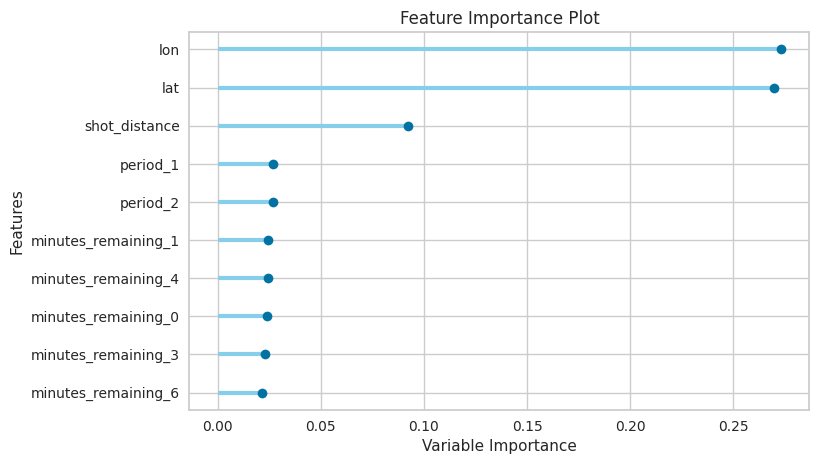 Feature Importance Plot
lon
lat
shot_distance
period_1
period_2
minutes_remaining_1
minutes_remaining_4
minutes_remaining_0
minutes_remaining_3
minutes_remaining_6
Features
0.00 0.05 0.10 0.15 0.20 0.25
Variable Importance